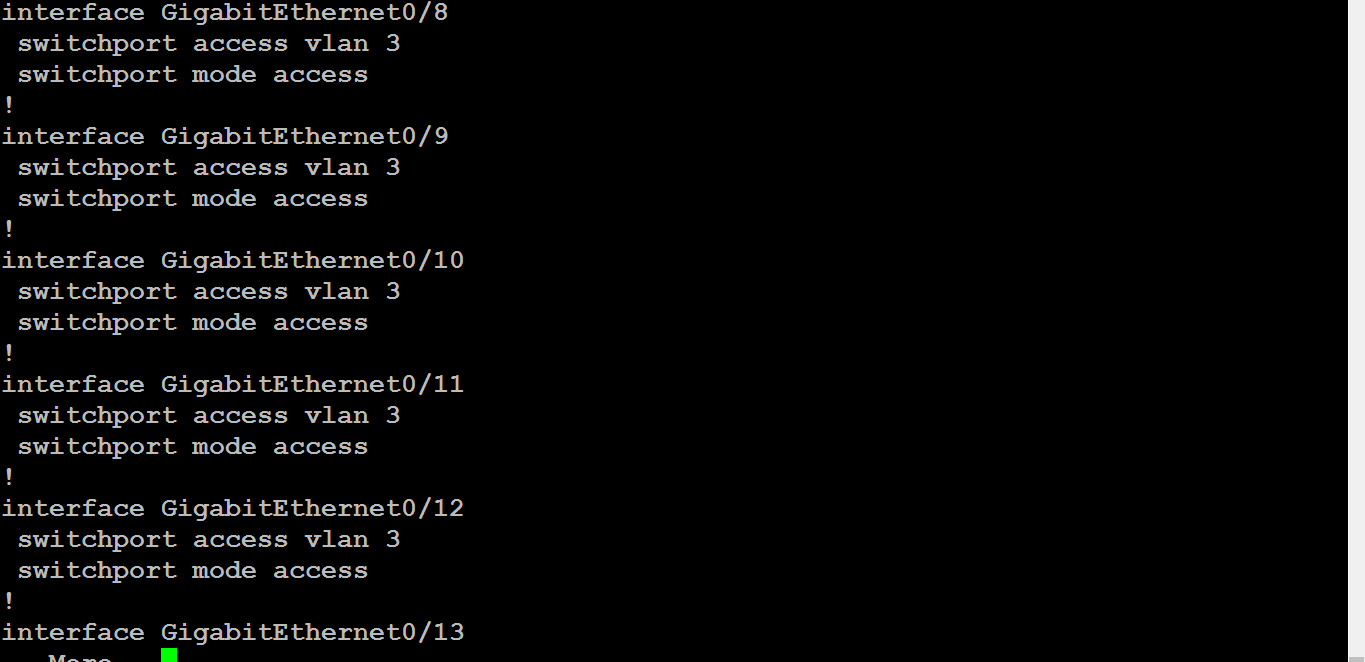 interface GigabitEthernet0/8
 switchport access vlan 3
 switchport mode access
!
interface GigabitEthernet0/9
 switchport access vlan 3
 switchport mode access
!
interface GigabitEthernet0/10
 switchport access vlan 3
 switchport mode access
!
interface GigabitEthernet0/11
 switchport access vlan 3
 switchport mode access
!
interface GigabitEthernet0/12
 switchport access vlan 3
 switchport mode access
!
interface GigabitEthernet0/13
More